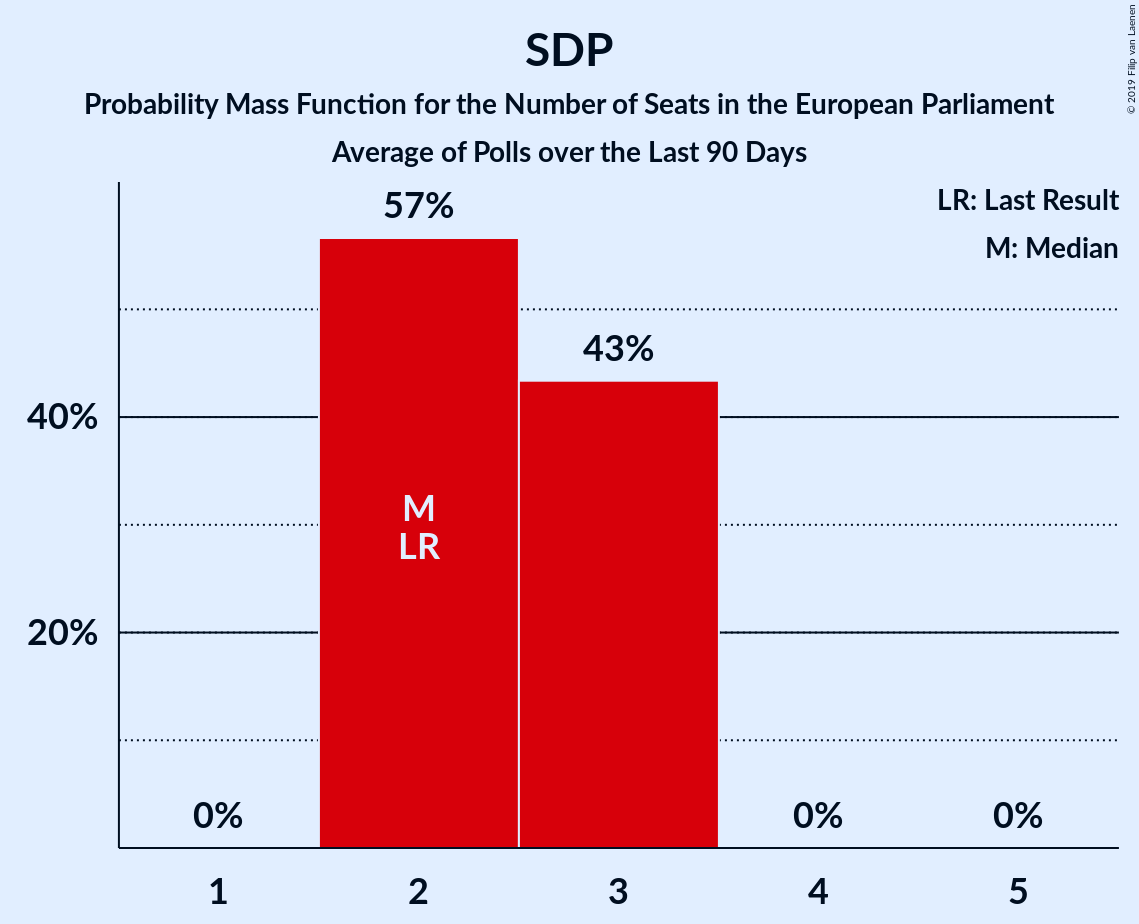 SDP
Probability Mass Function for the Number of Seats in the European Parliament
Average of Polls over the Last 90 Days
© 2019 Filip van Laenen
LR: Last Result
M: Median
57%
43%
40%
M
LR
20%
0%
0%
0%
1
2
3
4
5